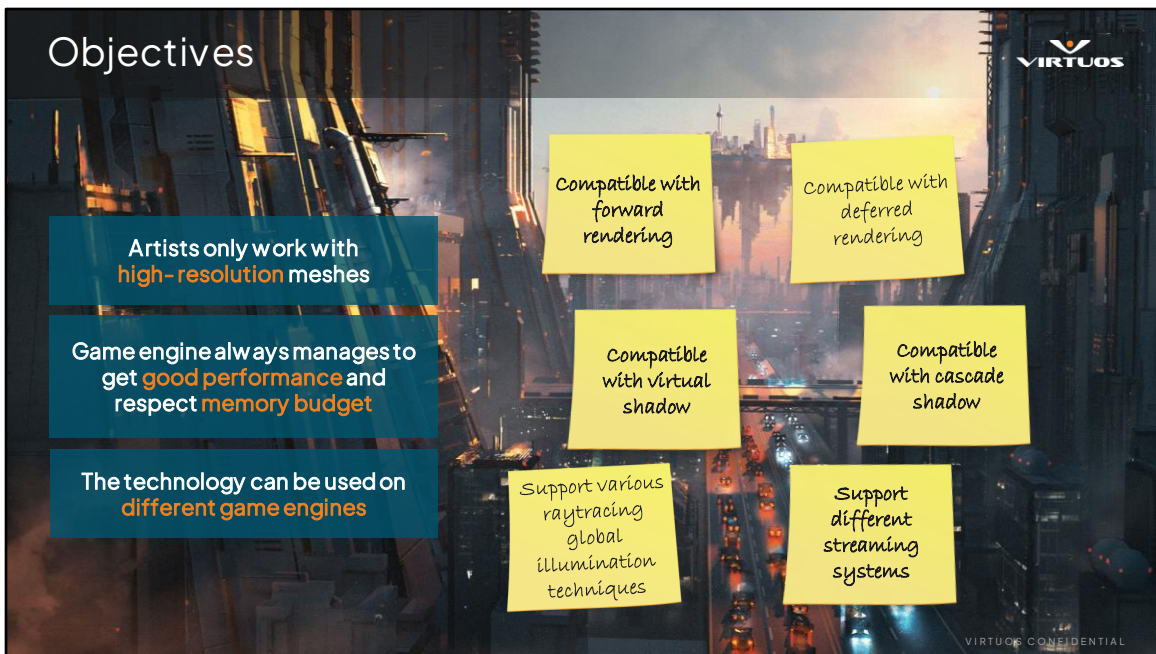 Objectives
VIRTUOS
Artists only work with
high-resolution meshes
Game engine always manages to
get good performance and
respect memory budget
The technology can be used on
different game engines
Compatible with
forward
rendering
Compatible with
deferred
rendering
Compatible
with virtual
shadow
Compatible
with cascade
shadow
Support various
raytracing
global
illumination
techniques
Support
different
streaming
systems
VIRTUOS CONFIDENTIAL